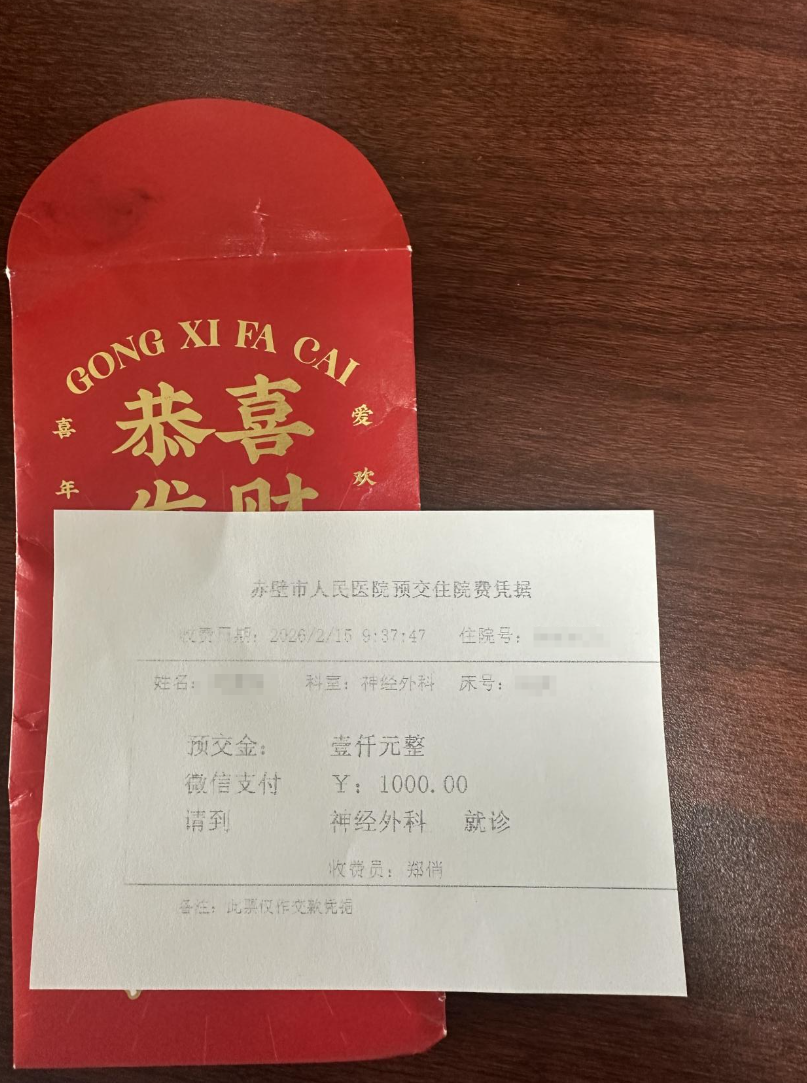 GONG XI FA CAI
恭喜
喜 爱
年 欢
发财
赤壁市人民医院预交住院费凭据
收费日期：2026/2/15 9:37:47 住院号：
姓名： 科室：神经外科 床号：
预交金： 壹仟元整
微信支付 ¥：1000.00
请到 神经外科 就诊
收费员：郑俏
备注：此票仅作交款凭据